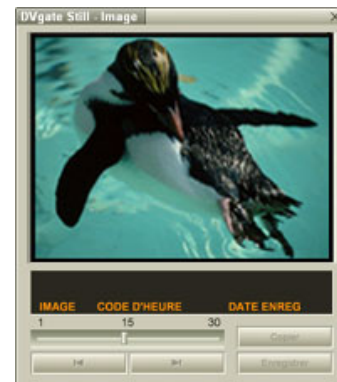 DVgate Still - Image
IMAGE CODE D'HEURE DATE ENREG
1 15 30
Copier
Enregistrer